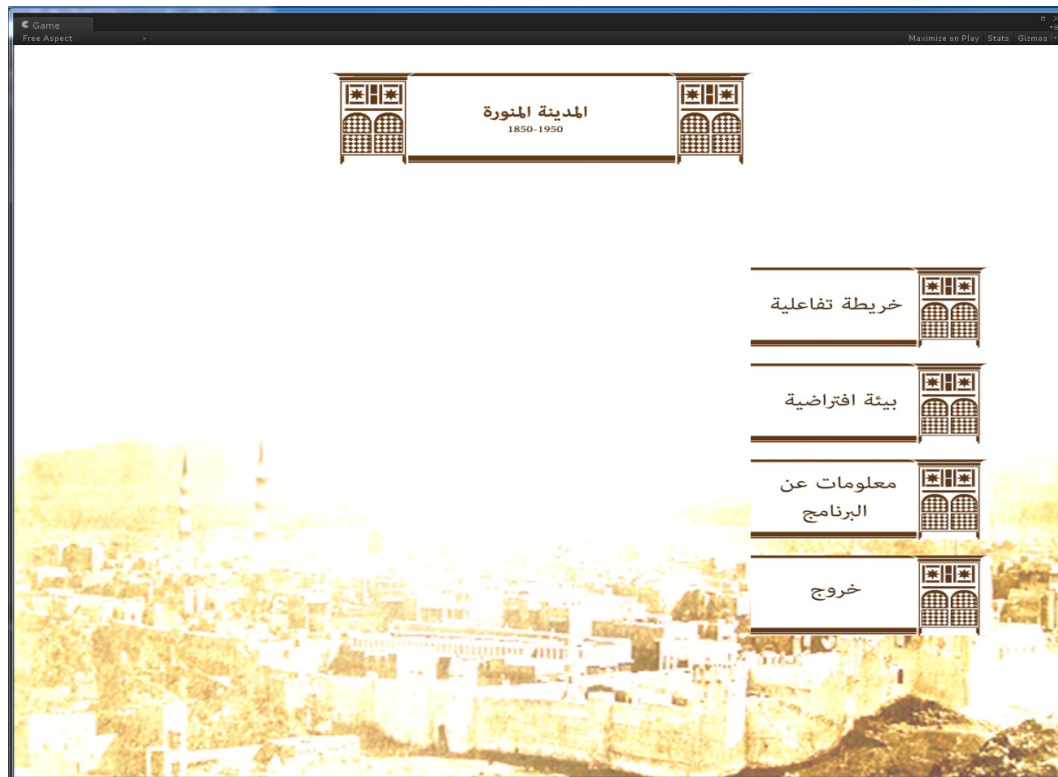 Game
Free Aspect
Maximize on Play Stats Gizmos
المدينة المنورة
1850-1950
خريطة تفاعلية
بيئة افتراضية
معلومات عن
البرنامج
خروج